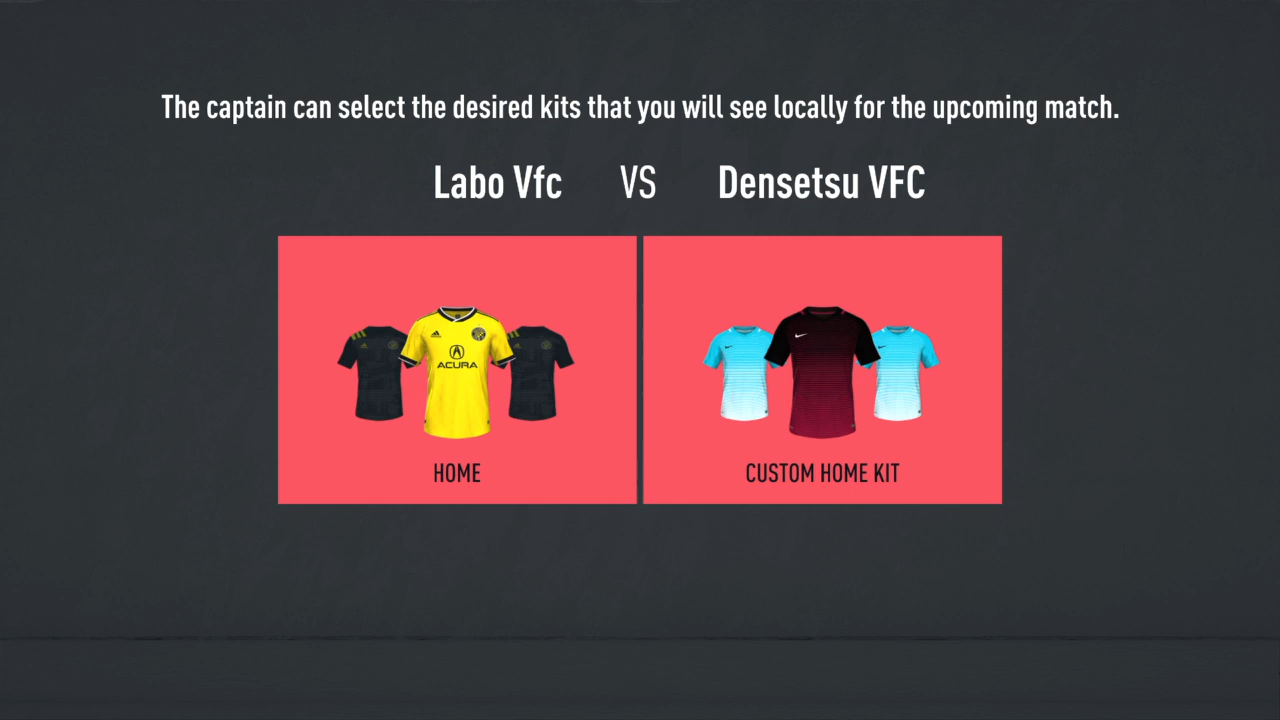 The captain can select the desired kits that you will see locally for the upcoming match.
Labo Vfc VS Densetsu VFC
ACURA
HOME
CUSTOM HOME KIT